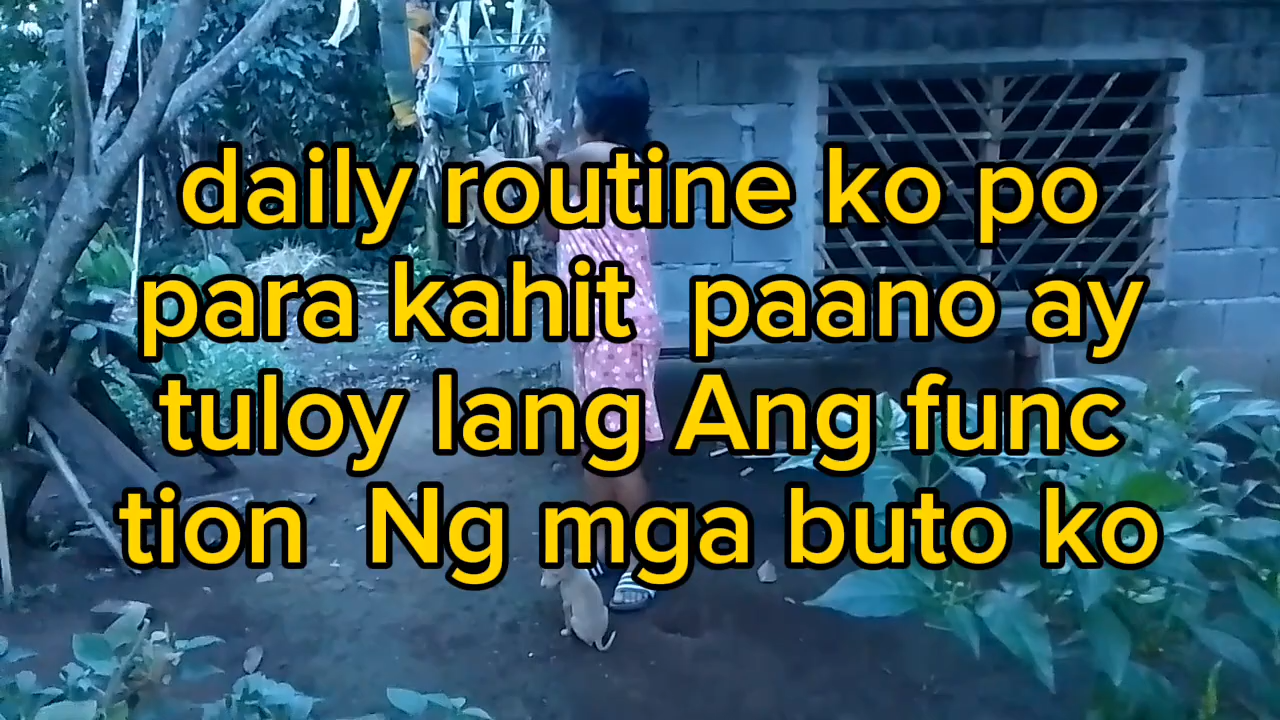 daily routine ko po
para kahit paano ay
tuloy lang Ang func
tion Ng mga buto ko